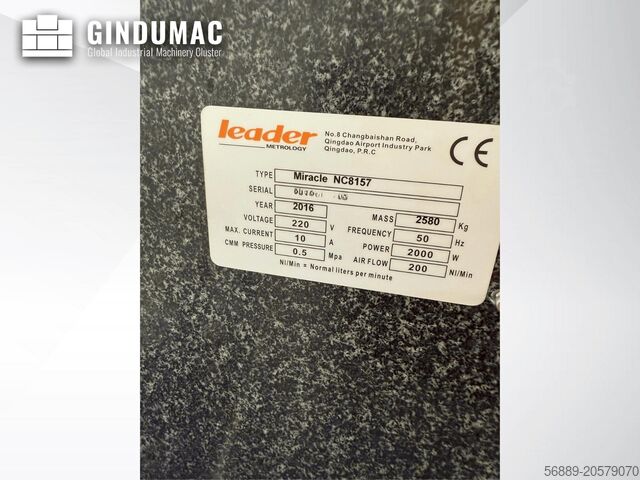 GINDUMAC
Global Industrial Machinery Cluster
leader
METROLOGY
No.8 Changbaishan Road,
Qingdao Airport Industry Park
Qingdao, P.R.C
CE
TYPE Miracle NC8157
SERIAL
YEAR 2016 MASS 2580 Kg
VOLTAGE 220 V FREQUENCY 50 Hz
MAX. CURRENT 10 A POWER 2000 W
CMM PRESSURE 0.5 Mpa AIR FLOW 200 Nl/Min
Nl/Min = Normal liters per minute
56889-20579070